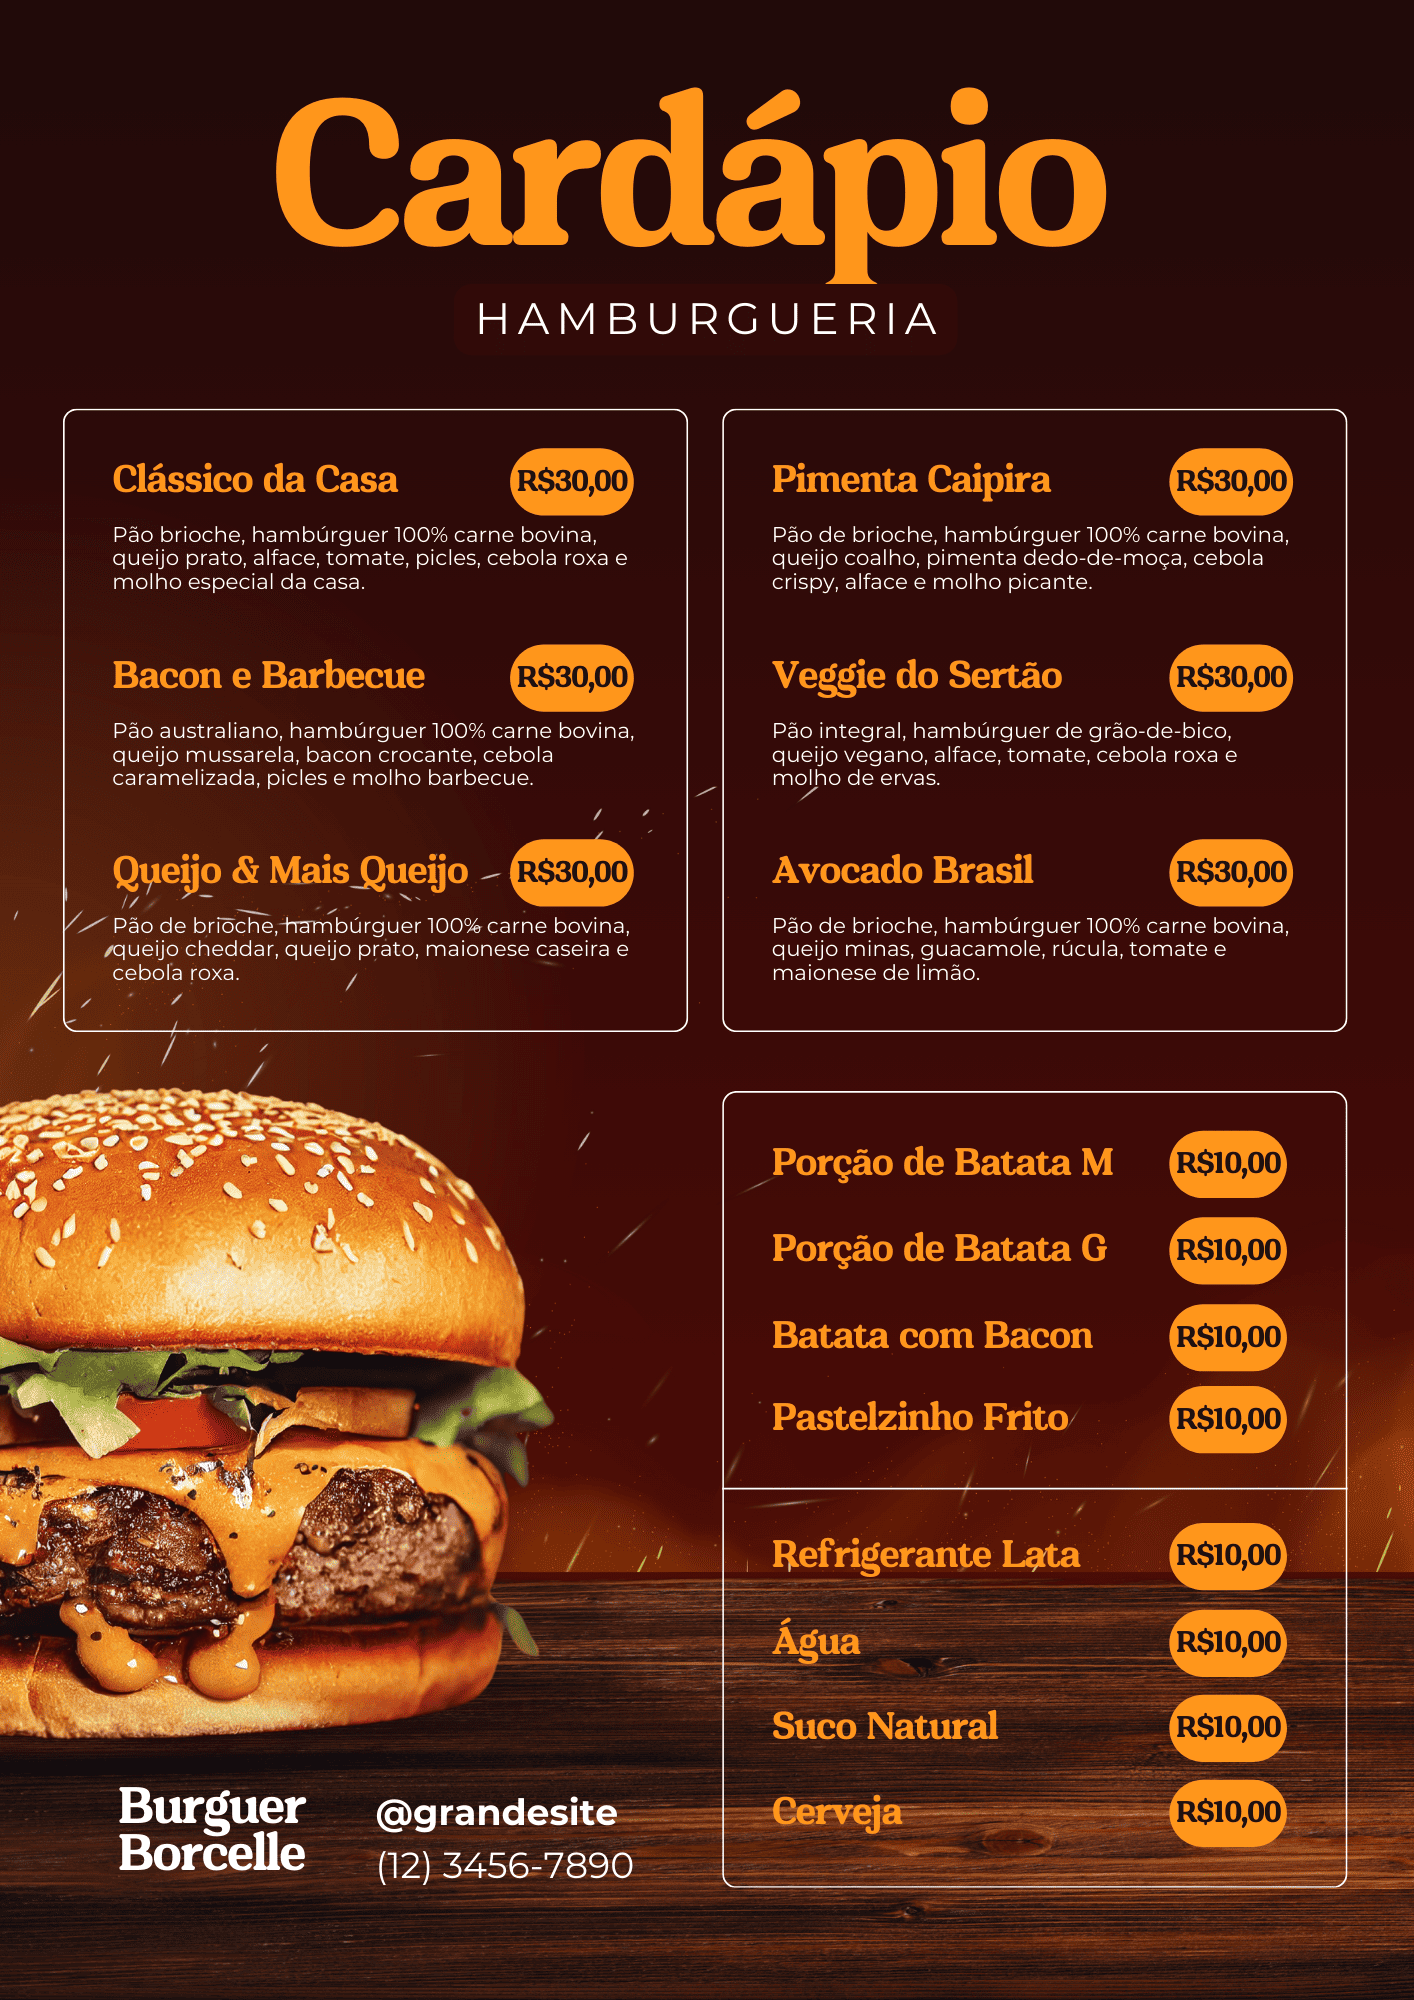 Cardápio
HAMBURGUERIA
Clássico da Casa R$30,00
Pão brioche, hambúrguer 100% carne bovina,
queijo prato, alface, tomate, picles, cebola roxa e
molho especial da casa.
Bacon e Barbecue R$30,00
Pão australiano, hambúrguer 100% carne bovina,
queijo mussarela, bacon crocante, cebola
caramelizada, picles e molho barbecue.
Queijo & Mais Queijo R$30,00
Pão de brioche, hambúrguer 100% carne bovina,
queijo cheddar, queijo prato, maionese caseira e
cebola roxa.
Pimenta Caipira R$30,00
Pão de brioche, hambúrguer 100% carne bovina,
queijo coalho, pimenta dedo-de-moça, cebola
crispy, alface e molho picante.
Veggie do Sertão R$30,00
Pão integral, hambúrguer de grão-de-bico,
queijo vegano, alface, tomate, cebola roxa e
molho de ervas.
Avocado Brasil R$30,00
Pão de brioche, hambúrguer 100% carne bovina,
queijo minas, guacamole, rúcula, tomate e
maionese de limão.
Porção de Batata M R$10,00
Porção de Batata G R$10,00
Batata com Bacon R$10,00
Pastelzinho Frito R$10,00
Refrigerante Lata R$10,00
Água R$10,00
Suco Natural R$10,00
Cerveja R$10,00
Burguer
Borcelle
@grandesite
(12) 3456-7890